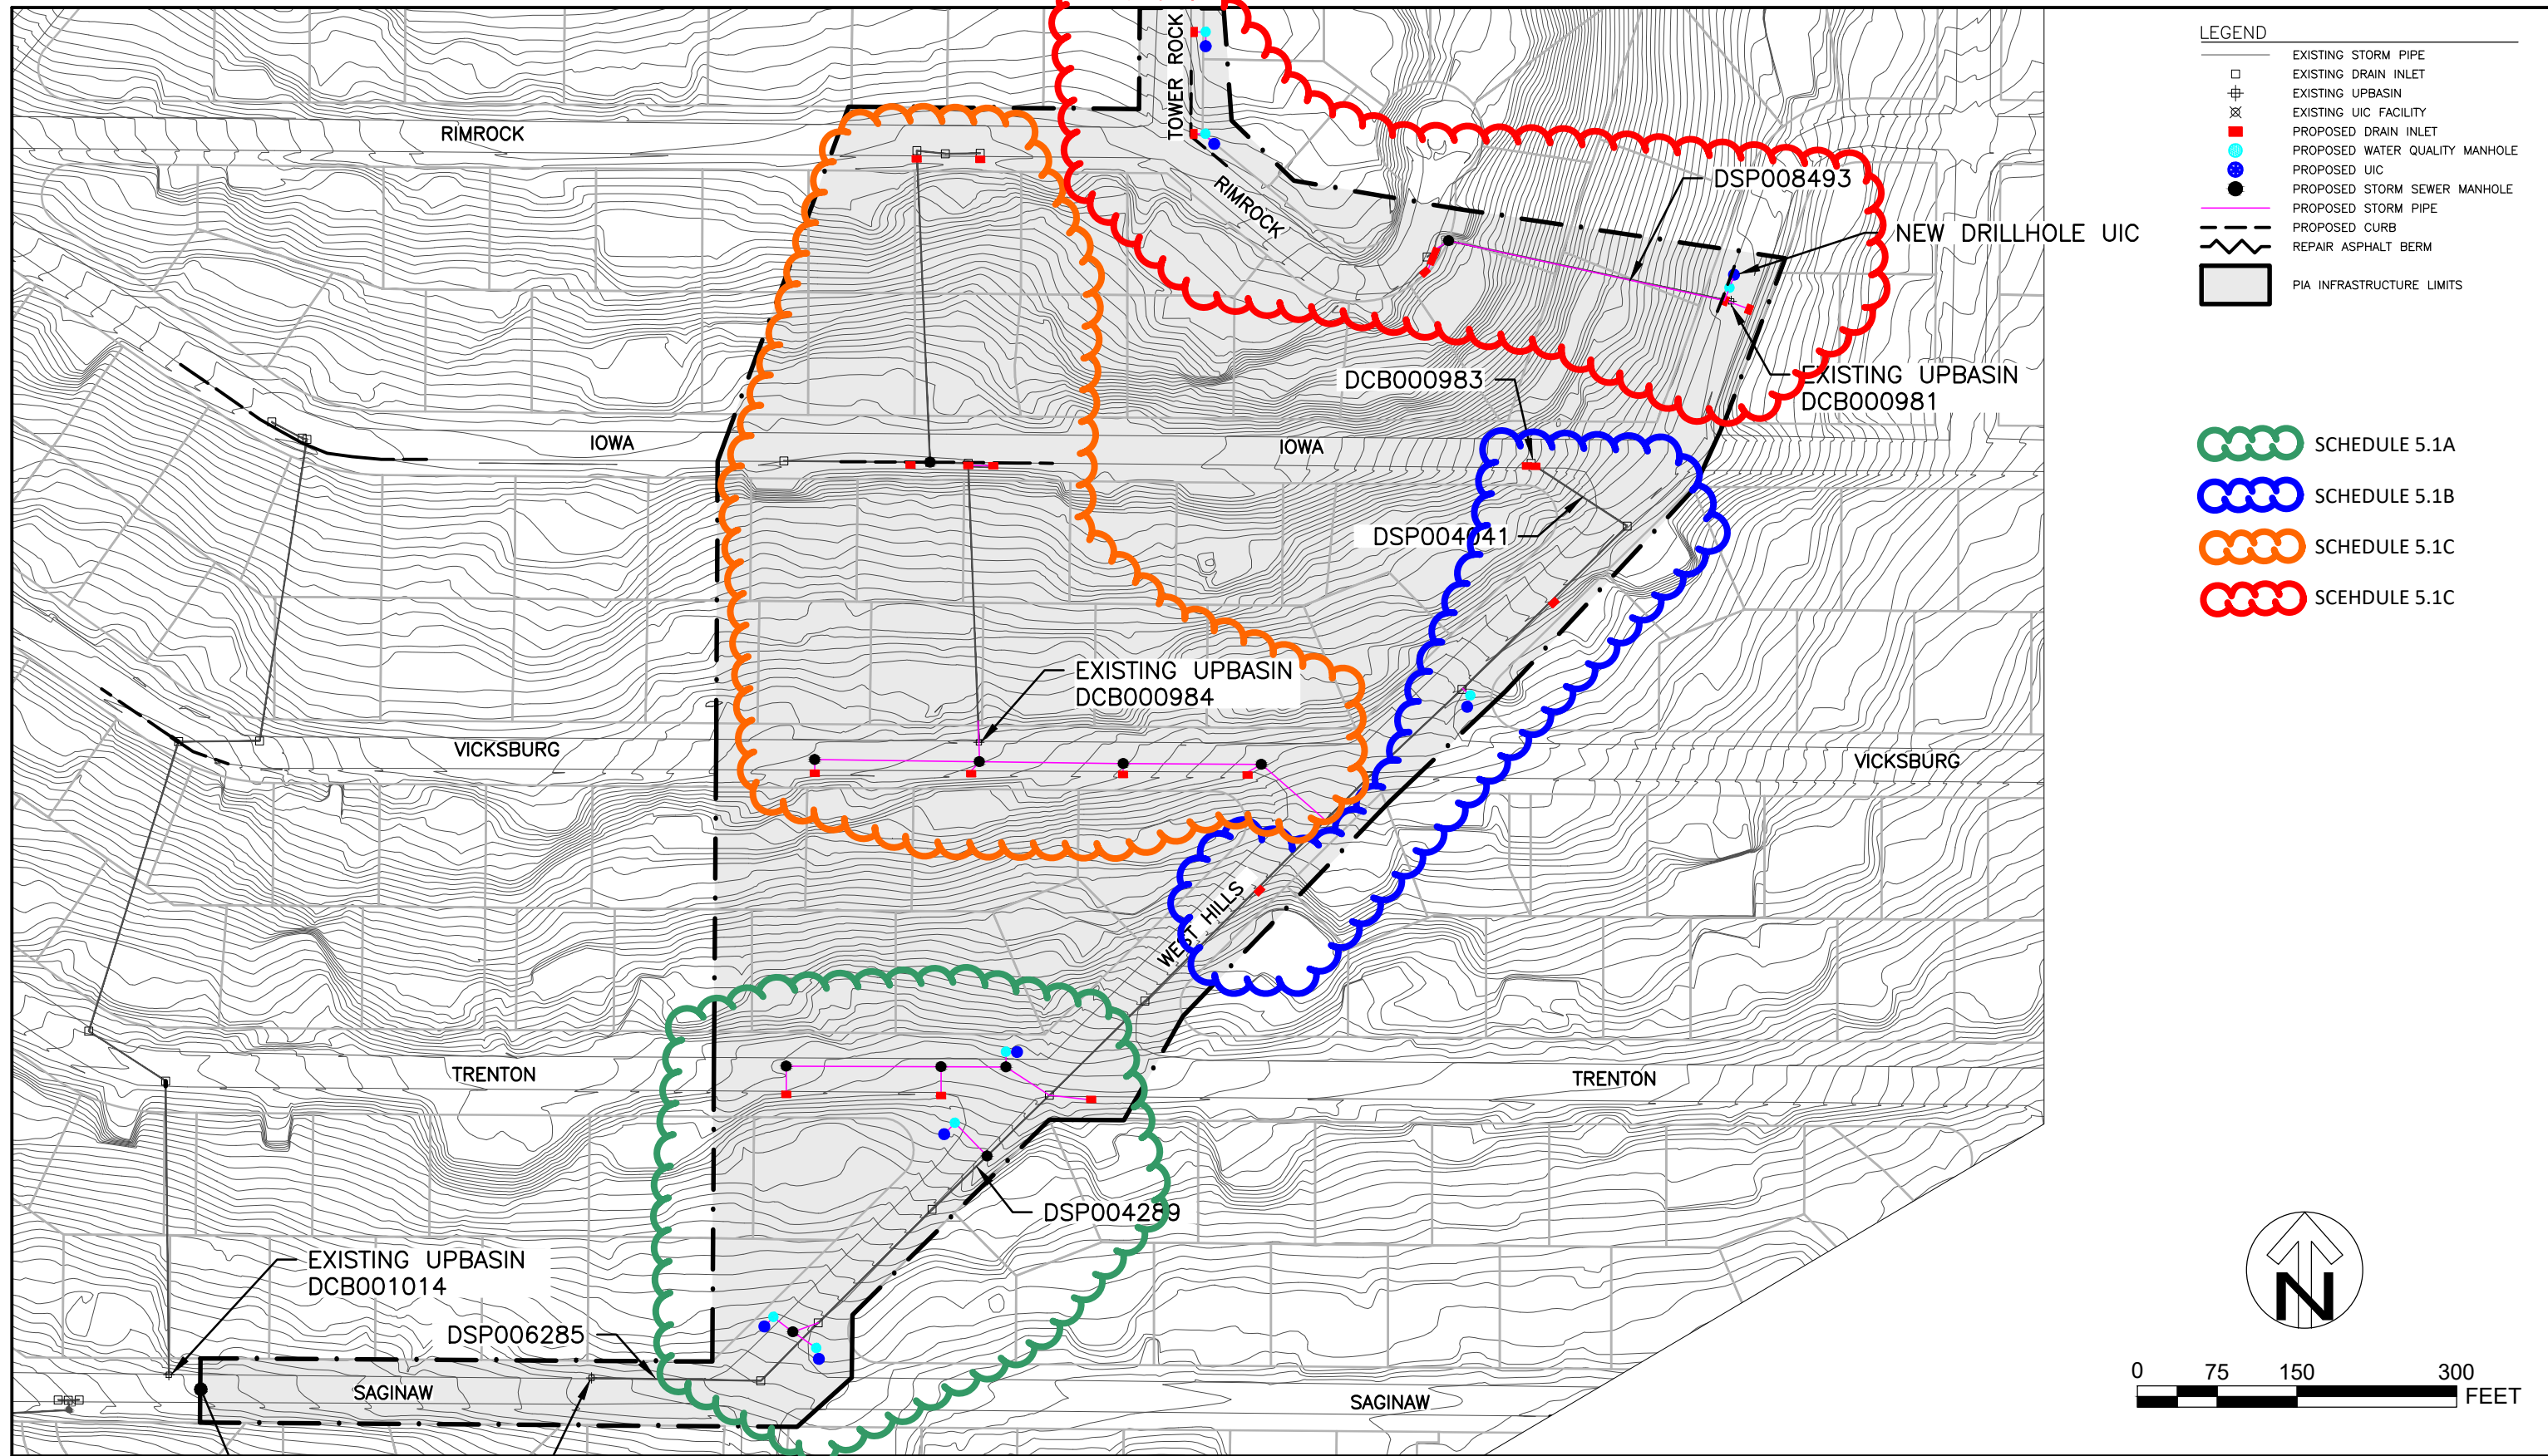 TOWER ROCK
RIMROCK
RIMROCK
DSP008493
NEW DRILLHOLE UIC
DCB000983
EXISTING UPBASIN
DCB000981
IOWA
IOWA
DSP004041
EXISTING UPBASIN
DCB000984
VICKSBURG
VICKSBURG
WEST HILLS
TRENTON
TRENTON
DSP004289
EXISTING UPBASIN
DCB001014
DSP006285
SAGINAW
SAGINAW
LEGEND
EXISTING STORM PIPE
EXISTING DRAIN INLET
EXISTING UPBASIN
EXISTING UIC FACILITY
PROPOSED DRAIN INLET
PROPOSED WATER QUALITY MANHOLE
PROPOSED UIC
PROPOSED STORM SEWER MANHOLE
PROPOSED STORM PIPE
PROPOSED CURB
REPAIR ASPHALT BERM
PIA INFRASTRUCTURE LIMITS
SCHEDULE 5.1A
SCHEDULE 5.1B
SCHEDULE 5.1C
SCEHDULE 5.1C
N
0 75 150 300
FEET